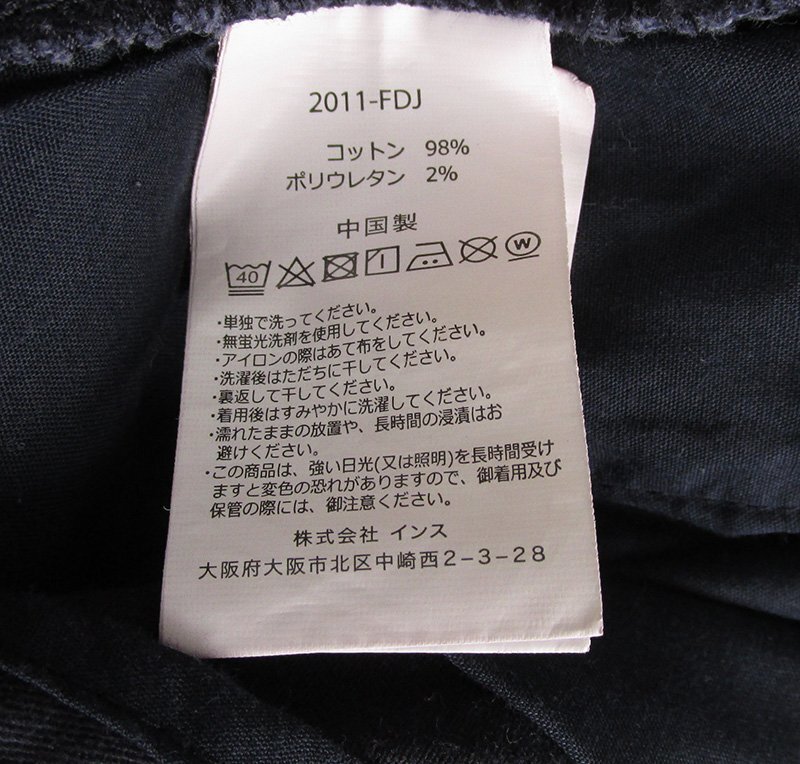 2011-FDJ
コットン 98%
ポリウレタン 2%
中国製
40 W
・単独で洗ってください。
・無蛍光洗剤を使用してください。
・アイロンの際はあて布をしてください。
・洗濯後はただちに干してください。
・裏返して干してください。
・着用後はすみやかに洗濯してください。
・濡れたままの放置や、長時間の浸漬はお
避けください。
・この商品は、強い日光(又は照明)を長時間受け
ますと変色の恐れがありますので、御着用及び
保管の際には、御注意ください。
株式会社 インス
大阪府大阪市北区中崎西2-3-28